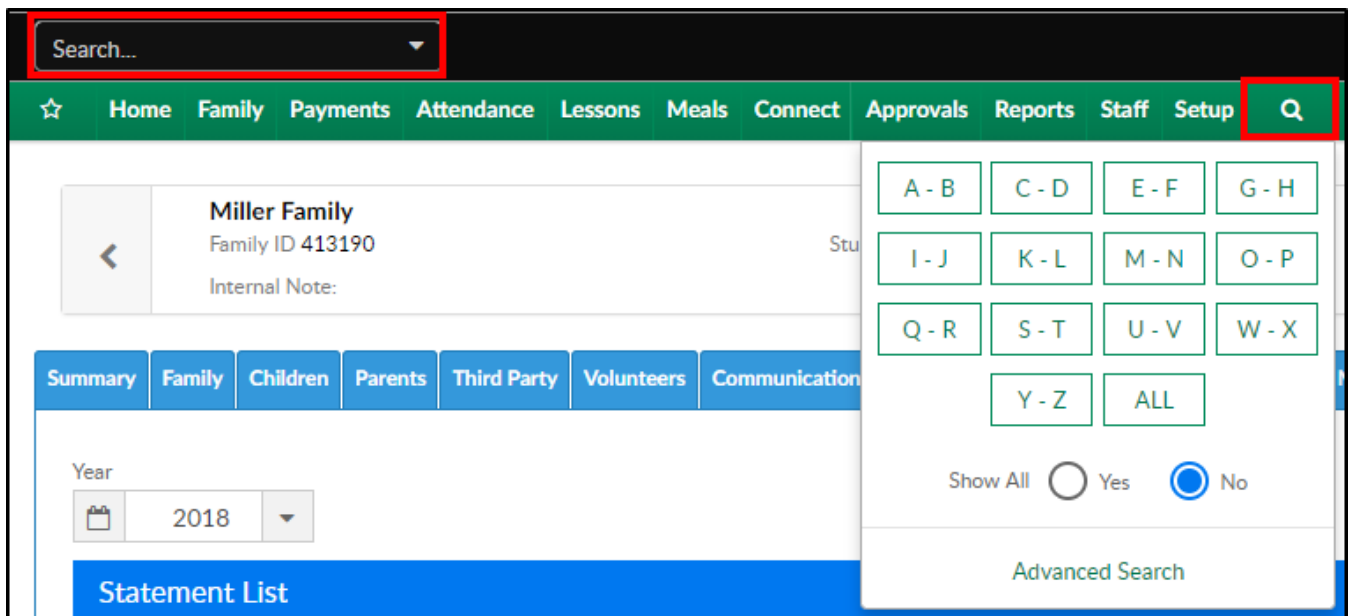 Search...
Home Family Payments Attendance Lessons Meals Connect Approvals Reports Staff Setup
Miller Family
Family ID 413190
Stu
Internal Note:
A - B C - D E - F G - H
I - J K - L M - N O - P
Q - R S - T U - V W - X
Y - Z ALL
Show All Yes No
Advanced Search
Summary Family Children Parents Third Party Volunteers Communication
Year
2018
Statement List